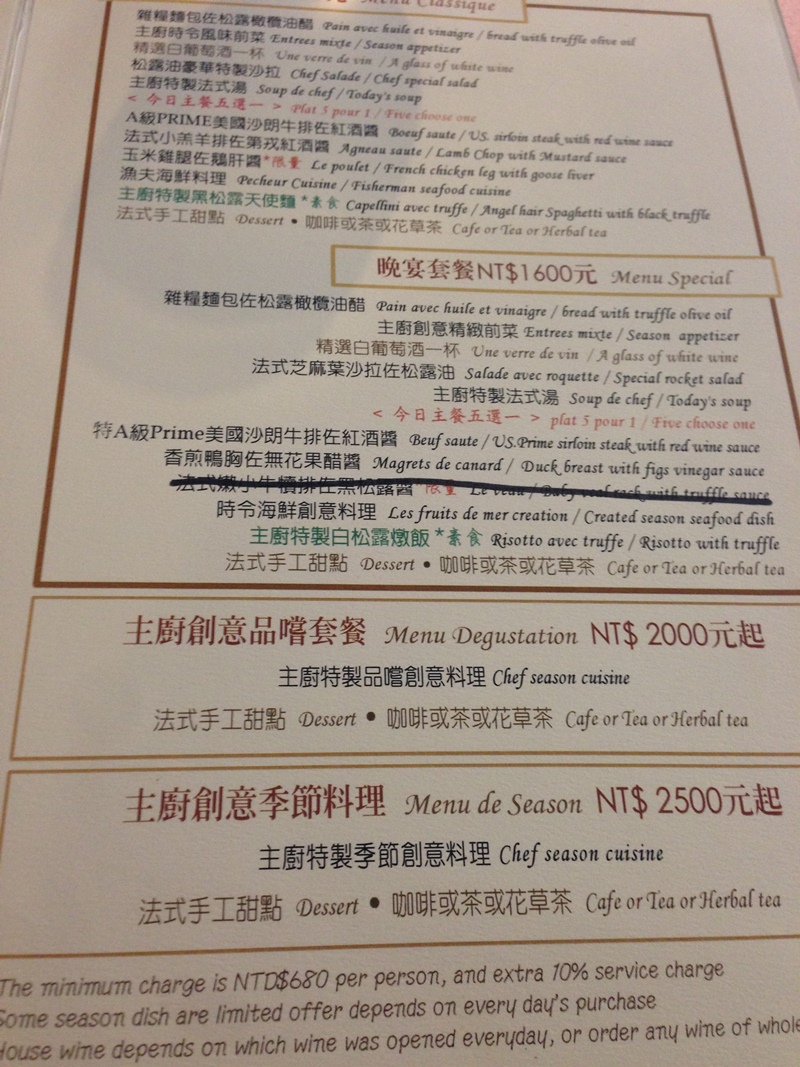 Menu Classique
雜糧麵包佐松露橄欖油醋 Pain avec huile et vinaigre / bread with truffle olive oil
主廚時令風味前菜 Entrees mixte / Season appetizer
精選白葡萄酒一杯 Une verre de vin / A glass of white wine
松露油豪華特製沙拉 Chef Salade / Chef special salad
主廚特製法式湯 Soup de chef / Today's soup
< 今日主餐五選一 > Plat 5 pour 1 / Five choose one
A級PRIME美國沙朗牛排佐紅酒醬 Boeuf saute / US. sirloin steak with red wine sauce
法式小羔羊排佐第戎紅酒醬 Agneau saute / Lamb Chop with Mustard sauce
玉米雞腿佐鵝肝醬*限量 Le poulet / French chicken leg with goose liver
漁夫海鮮料理 Pecheur Cuisine / Fisherman seafood cuisine
主廚特製黑松露天使麵 *素食 Capellini avec truffe / Angel hair Spaghetti with black truffle
法式手工甜點 Dessert • 咖啡或茶或花草茶 Cafe or Tea or Herbal tea
晚宴套餐NT$1600元 Menu Special
雜糧麵包佐松露橄欖油醋 Pain avec huile et vinaigre / bread with truffle olive oil
主廚創意精緻前菜 Entrees mixte / Season appetizer
精選白葡萄酒一杯 Une verre de vin / A glass of white wine
法式芝麻葉沙拉佐松露油 Salade avec roquette / Special rocket salad
主廚特製法式湯 Soup de chef / Today's soup
< 今日主餐五選一 > plat 5 pour 1 / Five choose one
特A級Prime美國沙朗牛排佐紅酒醬 Beuf saute / US.Prime sirloin steak with red wine sauce
香煎鴨胸佐無花果醋醬 Magrets de canard / Duck breast with figs vinegar sauce
法式嫩小牛犢排佐黑松露醬*限量 Le veau / Baby veal rack with truffle sauce
時令海鮮創意料理 Les fruits de mer creation / Created season seafood dish
主廚特製白松露燉飯 *素食 Risotto avec truffe / Risotto with truffle
法式手工甜點 Dessert • 咖啡或茶或花草茶 Cafe or Tea or Herbal tea
主廚創意品嚐套餐 Menu Degustation NT$ 2000元起
主廚特製品嚐創意料理 Chef season cuisine
法式手工甜點 Dessert • 咖啡或茶或花草茶 Cafe or Tea or Herbal tea
主廚創意季節料理 Menu de Season NT$ 2500元起
主廚特製季節創意料理 Chef season cuisine
法式手工甜點 Dessert • 咖啡或茶或花草茶 Cafe or Tea or Herbal tea
The minimum charge is NTD$680 per person, and extra 10% service charge
Some season dish are limited offer depends on every day's purchase
House wine depends on which wine was opened everyday, or order any wine of whole